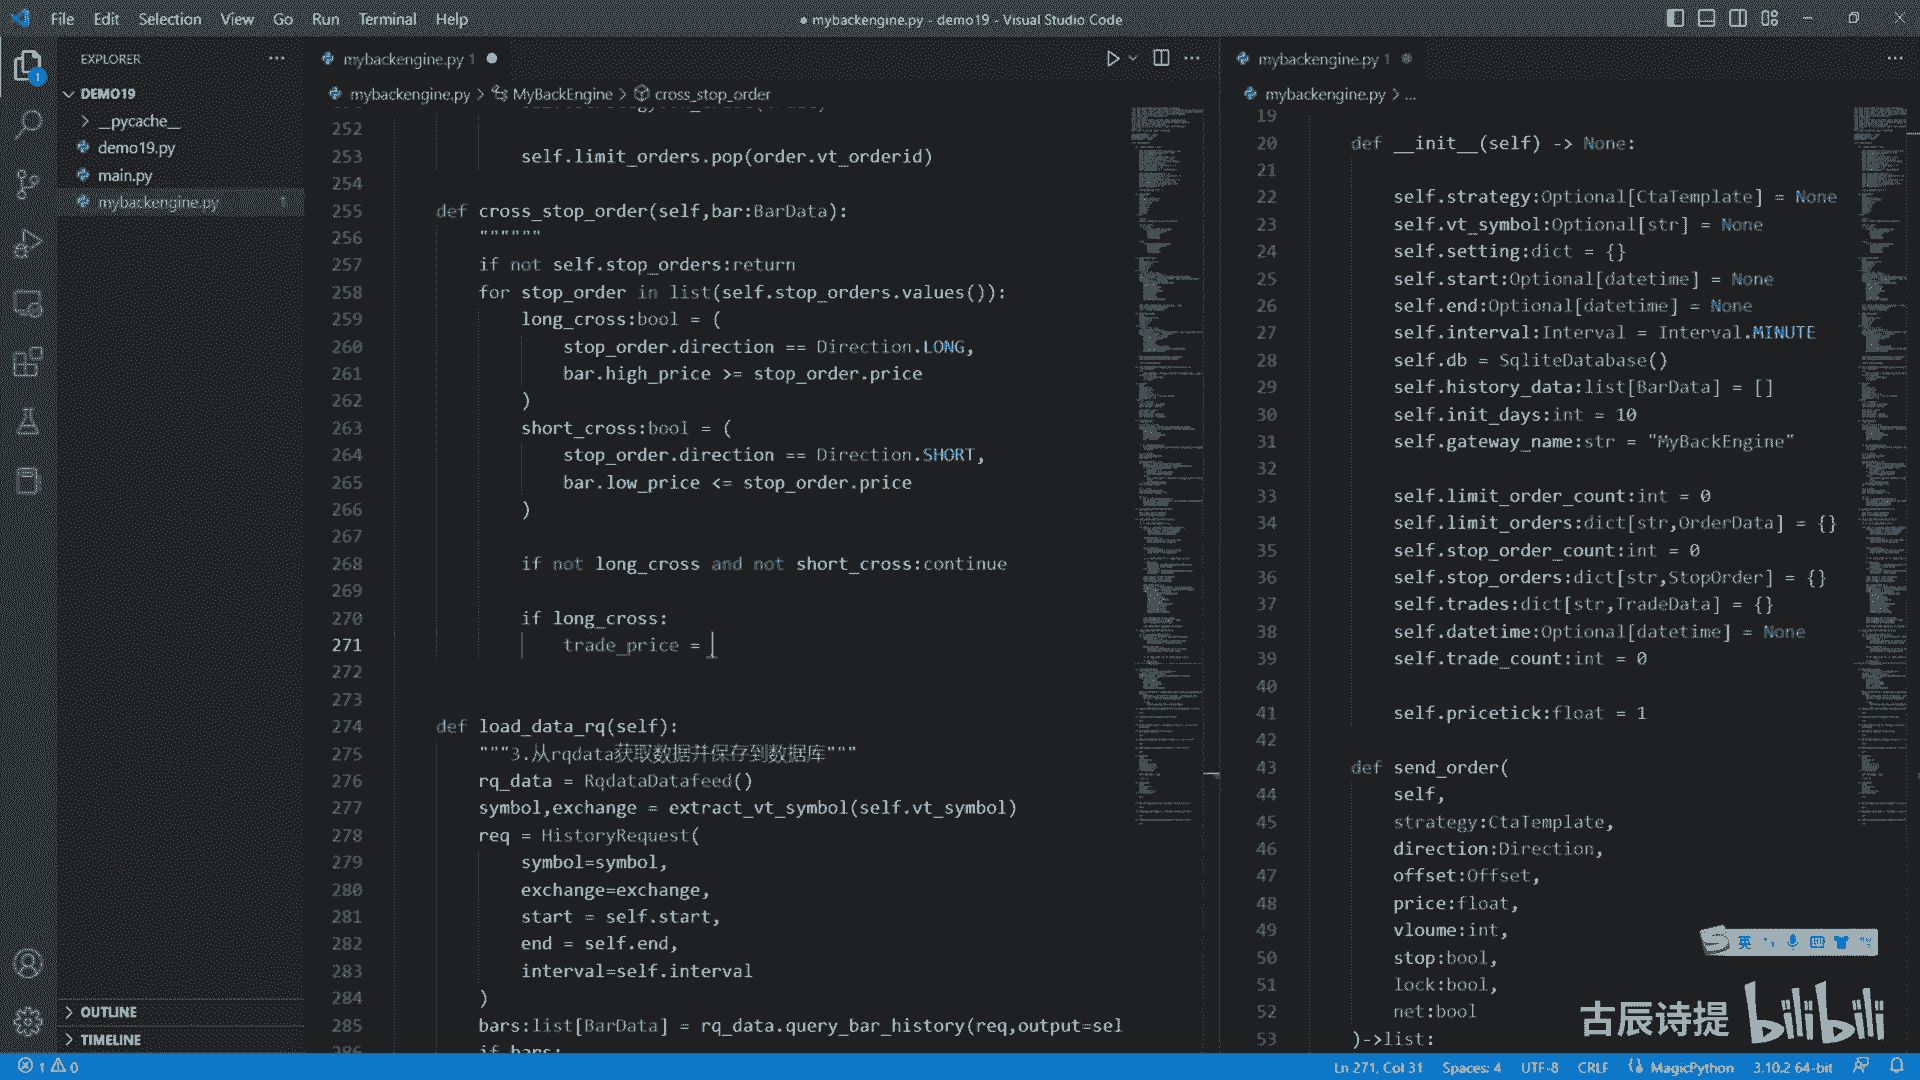 File Edit Selection View Go Run Terminal Help
● mybackengine.py - demo19 - Visual Studio Code
EXPLORER
DEMO19
__pycache__
demo19.py
main.py
mybackengine.py 1
OUTLINE
TIMELINE
mybackengine.py 1
mybackengine.py > MyBackEngine > cross_stop_order
252
253 self.limit_orders.pop(order.vt_orderid)
254
255 def cross_stop_order(self,bar:BarData):
256 """"""
257 if not self.stop_orders:return
258 for stop_order in list(self.stop_orders.values()):
259 long_cross:bool = (
260 stop_order.direction == Direction.LONG,
261 bar.high_price >= stop_order.price
262 )
263 short_cross:bool = (
264 stop_order.direction == Direction.SHORT,
265 bar.low_price <= stop_order.price
266 )
267
268 if not long_cross and not short_cross:continue
269
270 if long_cross:
271 trade_price =
272
273
274 def load_data_rq(self):
275 """3.从rqdata获取数据并保存到数据库"""
276 rq_data = RqdataDatafeed()
277 symbol,exchange = extract_vt_symbol(self.vt_symbol)
278 req = HistoryRequest(
279 symbol=symbol,
280 exchange=exchange,
281 start = self.start,
282 end = self.end,
283 interval=self.interval
284 )
285 bars:list[BarData] = rq_data.query_bar_history(req,output=sel
286 if bars:
mybackengine.py 1
mybackengine.py > ...
19
20 def __init__(self) -> None:
21
22 self.strategy:Optional[CtaTemplate] = None
23 self.vt_symbol:Optional[str] = None
24 self.setting:dict = {}
25 self.start:Optional[datetime] = None
26 self.end:Optional[datetime] = None
27 self.interval:Interval = Interval.MINUTE
28 self.db = SqliteDatabase()
29 self.history_data:list[BarData] = []
30 self.init_days:int = 10
31 self.gateway_name:str = "MyBackEngine"
32
33 self.limit_order_count:int = 0
34 self.limit_orders:dict[str,OrderData] = {}
35 self.stop_order_count:int = 0
36 self.stop_orders:dict[str,StopOrder] = {}
37 self.trades:dict[str,TradeData] = {}
38 self.datetime:Optional[datetime] = None
39 self.trade_count:int = 0
40
41 self.pricetick:float = 1
42
43 def send_order(
44 self,
45 strategy:CtaTemplate,
46 direction:Direction,
47 offset:Offset,
48 price:float,
49 vloume:int,
50 stop:bool,
51 lock:bool,
52 net:bool
53 )->list:
英
古辰诗提 bilibili
1 0
Ln 271, Col 31 Spaces: 4 UTF-8 CRLF MagicPython 3.10.2 64-bit